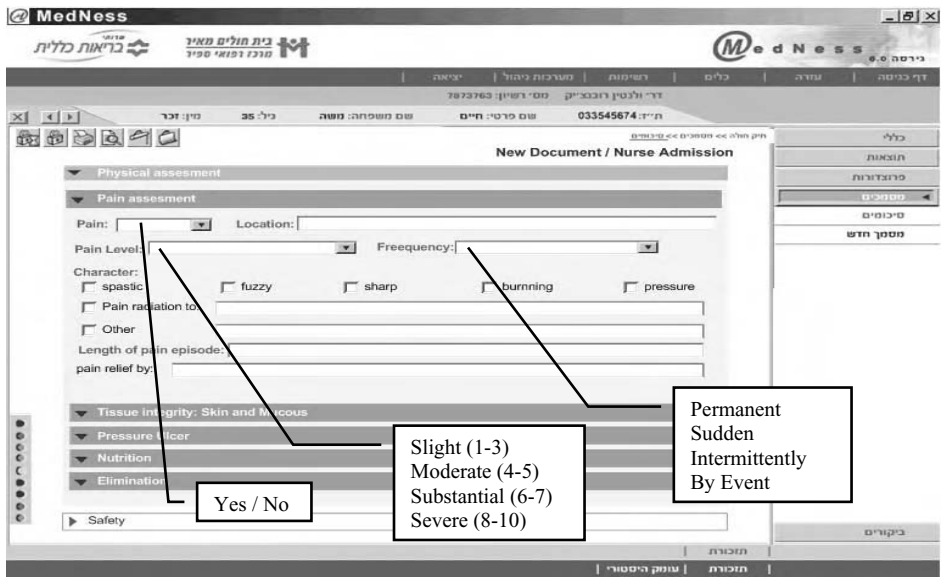 MedNess
שרותי בריאות כללית
בית חולים מאיר
מרכז רפואי ספיר
MedNess
גירסה 6.0
דף כניסה | עזרה | כלים | רשימות | מערכות ניהול | יציאה
דר' ולנטין רובנצ'יק מס' רשיון: 7873763
ת״ז: 033545674 שם פרטי: חיים שם משפחה: משה גיל: 35 מין: זכר
תיק חולה >> מסמכים >> סיכומים
New Document / Nurse Admission
כללי
תוצאות
פרוצדורות
מסמכים
סיכומים
מסמך חדש
Physical assesment
Pain assesment
Pain:
Location:
Pain Level:
Freequency:
Character:
spastic
fuzzy
sharp
burnning
pressure
Pain radiation to:
Other
Length of pain episode:
pain relief by:
Tissue integrity: Skin and Mucous
Pressure Ulcer
Nutrition
Elimination
Safety
Yes / No
Slight (1-3)
Moderate (4-5)
Substantial (6-7)
Severe (8-10)
Permanent
Sudden
Intermittently
By Event
ביקורים
תזכורת
תזכורת | עומק היסטורי